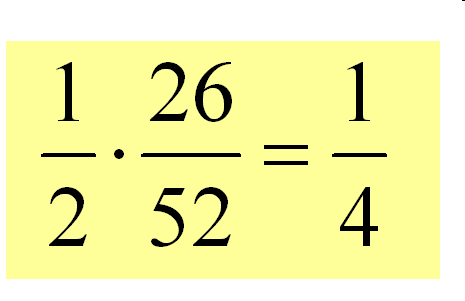 1/2 · 26/52 = 1/4